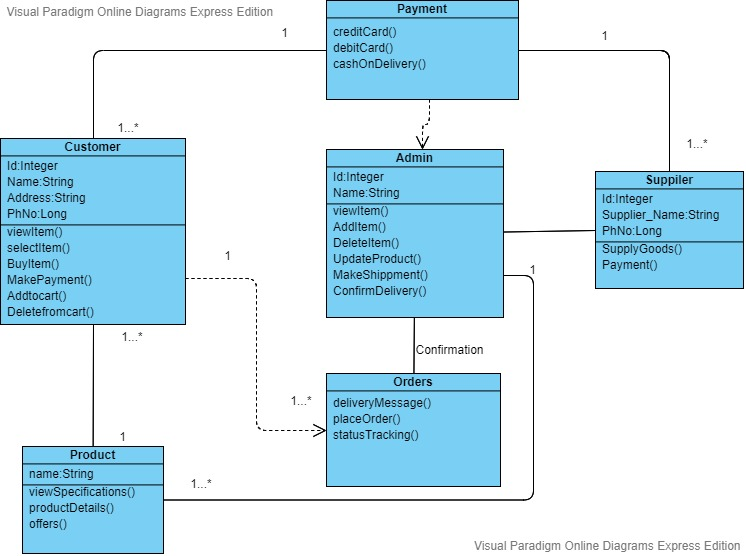 Visual Paradigm Online Diagrams Express Edition
Payment
creditCard()
debitCard()
cashOnDelivery()
1
1
1...*
1...*
Customer
Id:Integer
Name:String
Address:String
PhNo:Long
viewItem()
selectItem()
BuyItem()
MakePayment()
Addtocart()
Deletefromcart()
Admin
Id:Integer
Name:String
viewItem()
AddItem()
DeleteItem()
UpdateProduct()
MakeShippment()
ConfirmDelivery()
Suppiler
Id:Integer
Supplier_Name:String
PhNo:Long
SupplyGoods()
Payment()
1
1
1...*
Confirmation
1...*
Orders
deliveryMessage()
placeOrder()
statusTracking()
1
Product
name:String
viewSpecifications()
productDetails()
offers()
1...*
Visual Paradigm Online Diagrams Express Edition